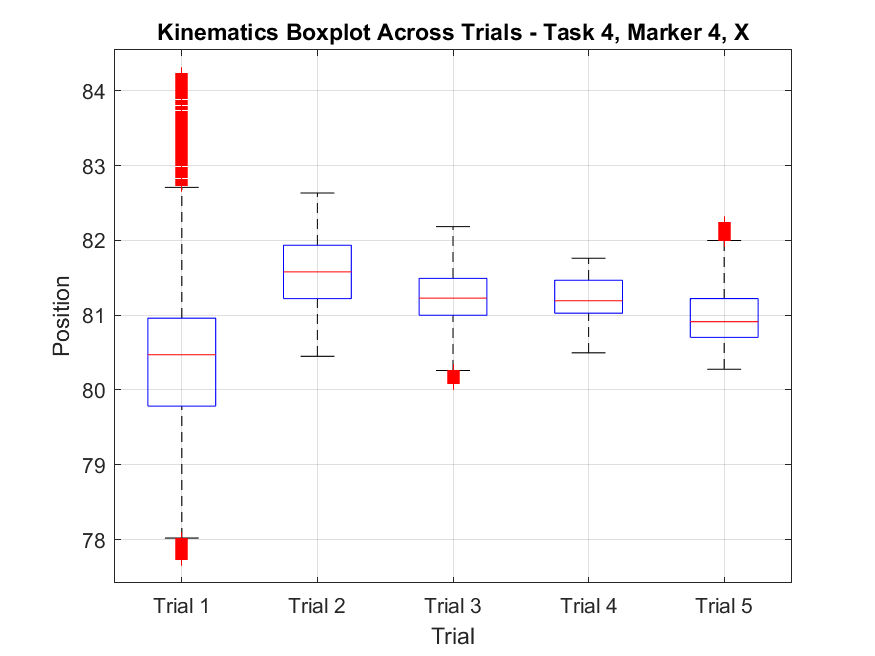 Kinematics Boxplot Across Trials - Task 4, Marker 4, X
84
83
82
81
80
79
78
Position
Trial 1 Trial 2 Trial 3 Trial 4 Trial 5
Trial